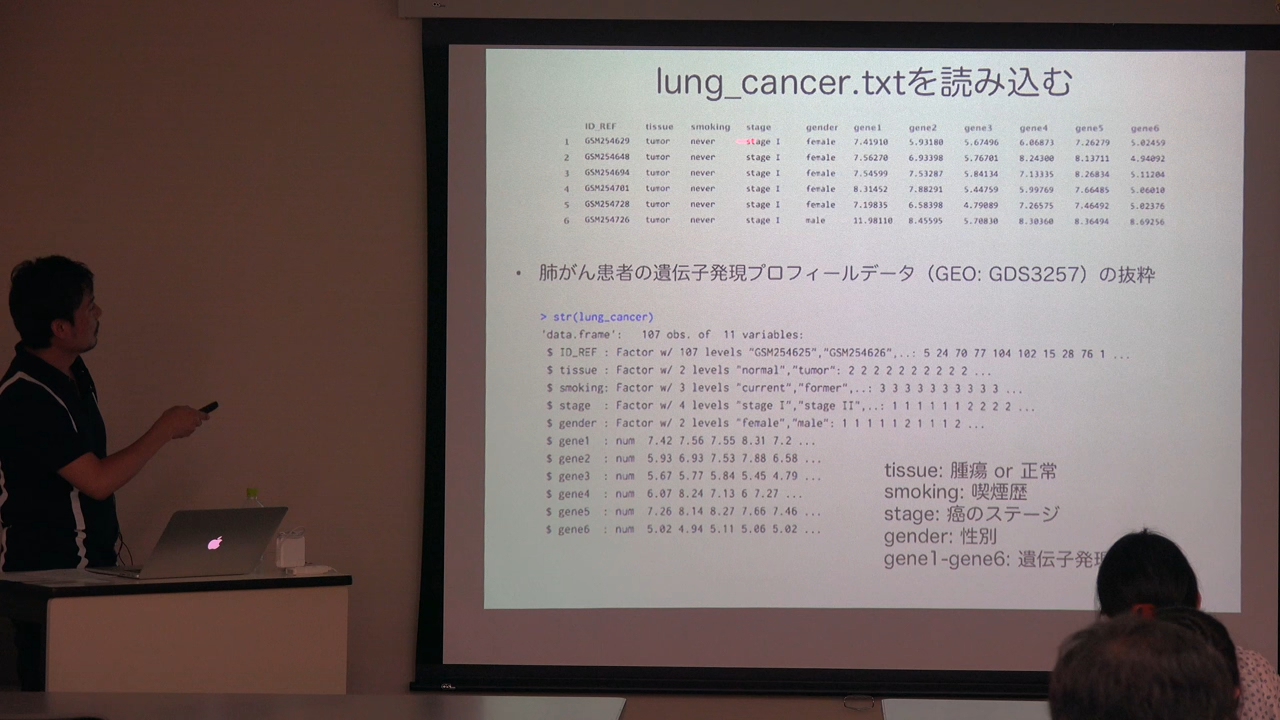 lung_cancer.txtを読み込む
ID_REF tissue smoking stage gender gene1 gene2 gene3 gene4 gene5 gene6
1 GSM254629 tumor never stage I female 7.41910 5.93180 5.67496 6.06873 7.26279 5.02459
2 GSM254648 tumor never stage I female 7.56270 6.93398 5.76701 8.24300 8.13711 4.94092
3 GSM254694 tumor never stage I female 7.54599 7.53287 5.84134 7.13335 8.26834 5.11204
4 GSM254701 tumor never stage I female 8.31452 7.88291 5.44759 5.99769 7.66485 5.06010
5 GSM254728 tumor never stage I female 7.19835 6.58398 4.79089 7.26575 7.46492 5.02376
6 GSM254726 tumor never stage I male 11.98110 8.45595 5.70830 8.30360 8.36494 8.69256
• 肺がん患者の遺伝子発現プロフィールデータ（GEO: GDS3257）の抜粋
> str(lung_cancer)
'data.frame': 107 obs. of 11 variables:
$ ID_REF : Factor w/ 107 levels "GSM254625","GSM254626",..: 5 24 70 77 104 102 15 28 76 1 ...
$ tissue : Factor w/ 2 levels "normal","tumor": 2 2 2 2 2 2 2 2 2 2 ...
$ smoking: Factor w/ 3 levels "current","former",..: 3 3 3 3 3 3 3 3 3 3 ...
$ stage : Factor w/ 4 levels "stage I","stage II",..: 1 1 1 1 1 1 2 2 2 2 ...
$ gender : Factor w/ 2 levels "female","male": 1 1 1 1 1 2 1 1 1 2 ...
$ gene1 : num 7.42 7.56 7.55 8.31 7.2 ...
$ gene2 : num 5.93 6.93 7.53 7.88 6.58 ...
$ gene3 : num 5.67 5.77 5.84 5.45 4.79 ...
$ gene4 : num 6.07 8.24 7.13 6 7.27 ...
$ gene5 : num 7.26 8.14 8.27 7.66 7.46 ...
$ gene6 : num 5.02 4.94 5.11 5.06 5.02 ...
tissue: 腫瘍 or 正常
smoking: 喫煙歴
stage: 癌のステージ
gender: 性別
gene1-gene6: 遺伝子発現